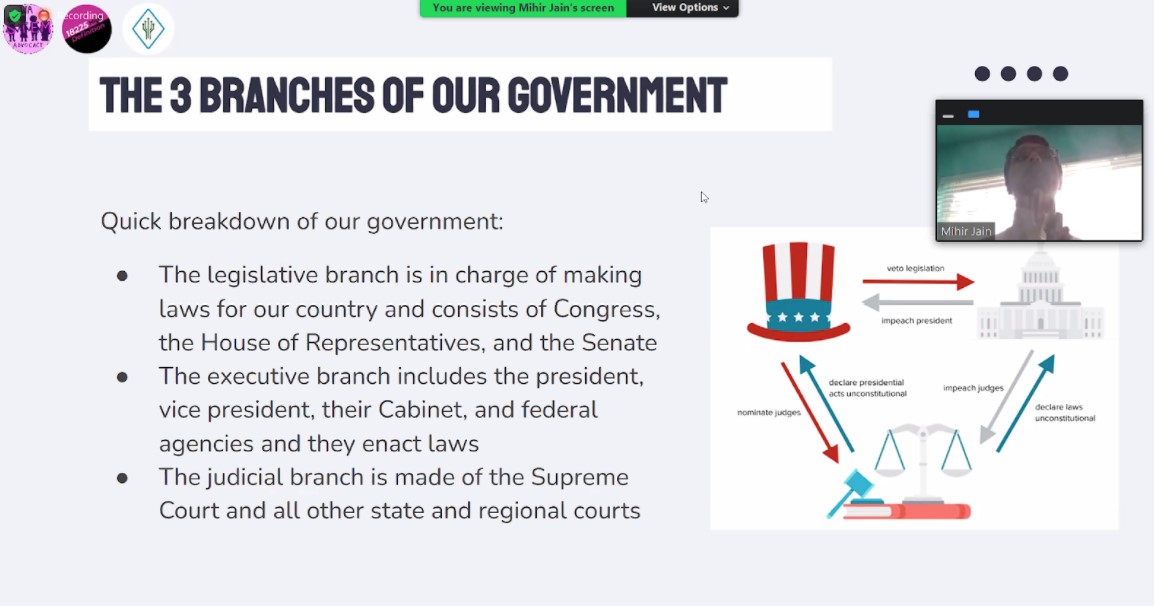 Recording
You are viewing Mihir Jain's screen
View Options
ADVOCACY
18225
Definition
THE 3 BRANCHES OF OUR GOVERNMENT
Mihir Jain
Quick breakdown of our government:
● The legislative branch is in charge of making
laws for our country and consists of Congress,
the House of Representatives, and the Senate
● The executive branch includes the president,
vice president, their Cabinet, and federal
agencies and they enact laws
● The judicial branch is made of the Supreme
Court and all other state and regional courts
veto legislation
impeach president
nominate judges
declare presidential
acts unconstitutional
impeach judges
declare laws
unconstitutional